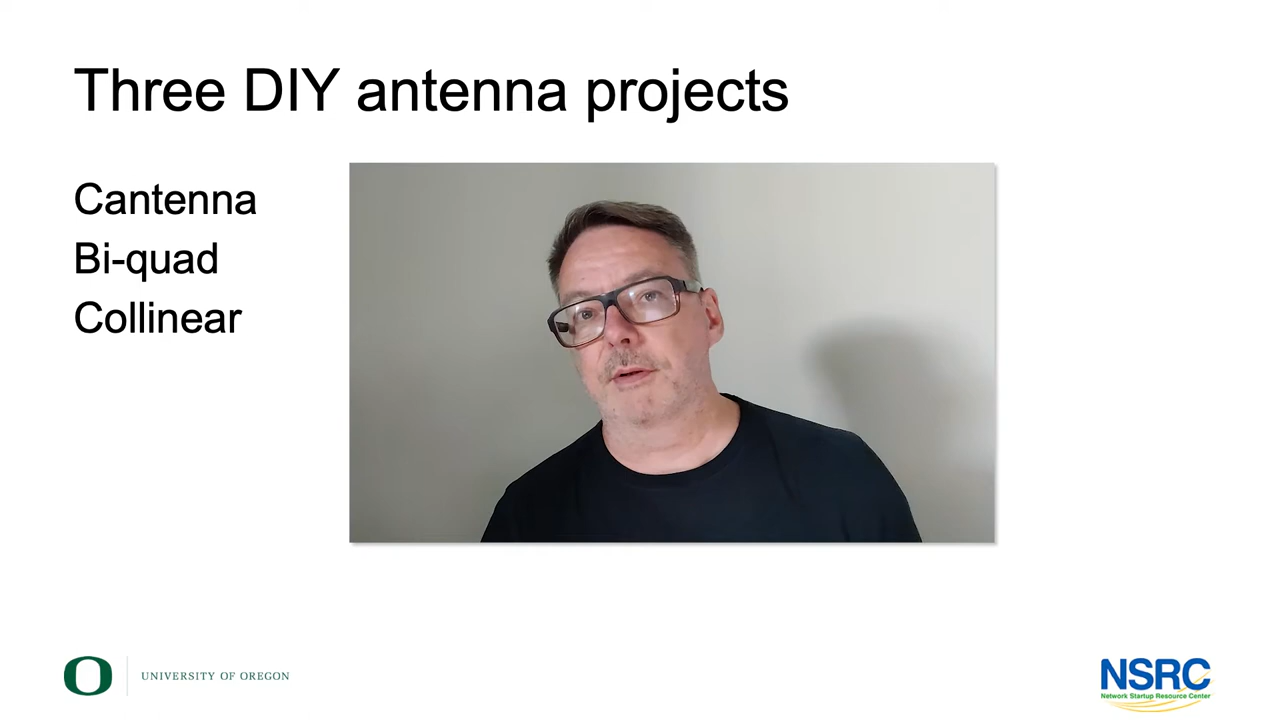 Three DIY antenna projects
Cantenna
Bi-quad
Collinear
O
UNIVERSITY OF OREGON
NSRC
Network Startup Resource Center